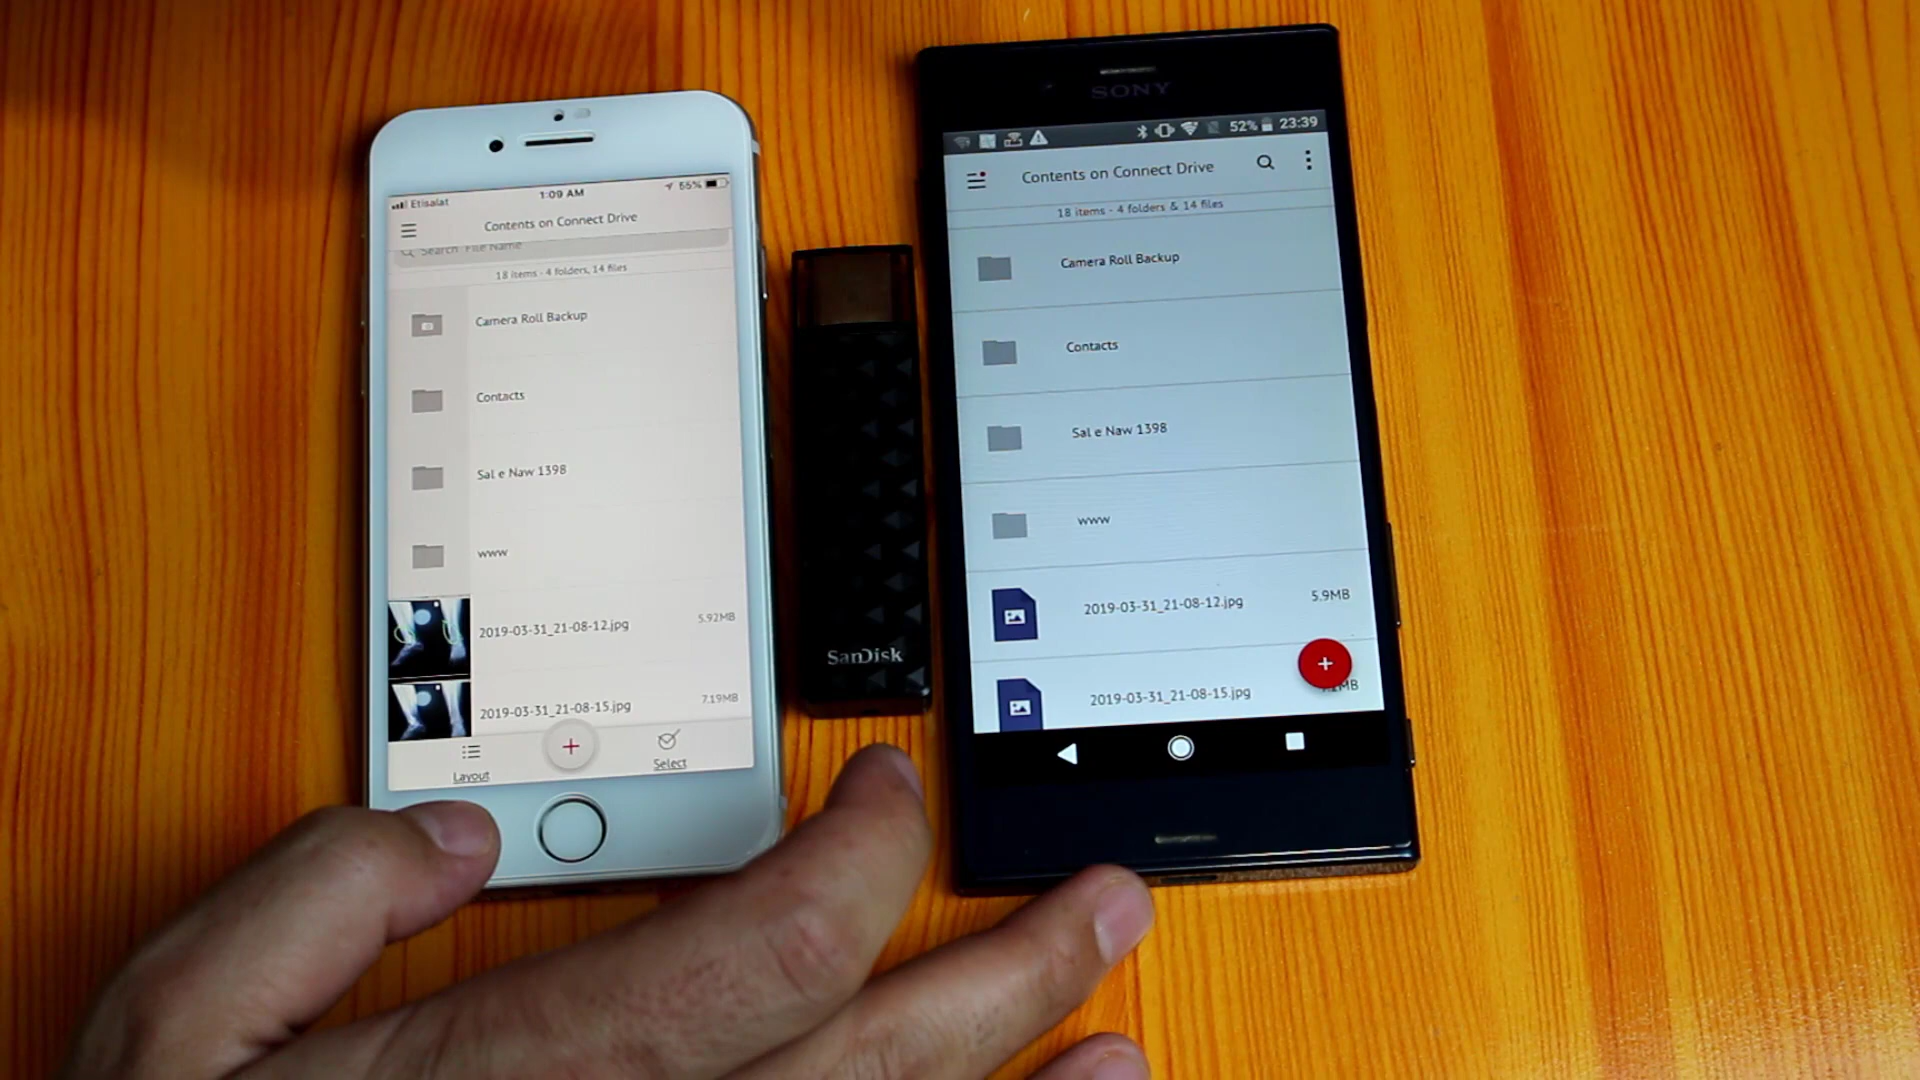 Etisalat
1:09 AM
55%
Contents on Connect Drive
Search File Name
18 items - 4 folders, 14 files
Camera Roll Backup
Contacts
Sal e Naw 1398
www
2019-03-31_21-08-12.jpg
5.92MB
2019-03-31_21-08-15.jpg
7.19MB
Layout
Select
SanDisk
SONY
52%
23:39
Contents on Connect Drive
18 items - 4 folders & 14 files
Camera Roll Backup
Contacts
Sal e Naw 1398
www
2019-03-31_21-08-12.jpg
5.9MB
2019-03-31_21-08-15.jpg
7.2MB